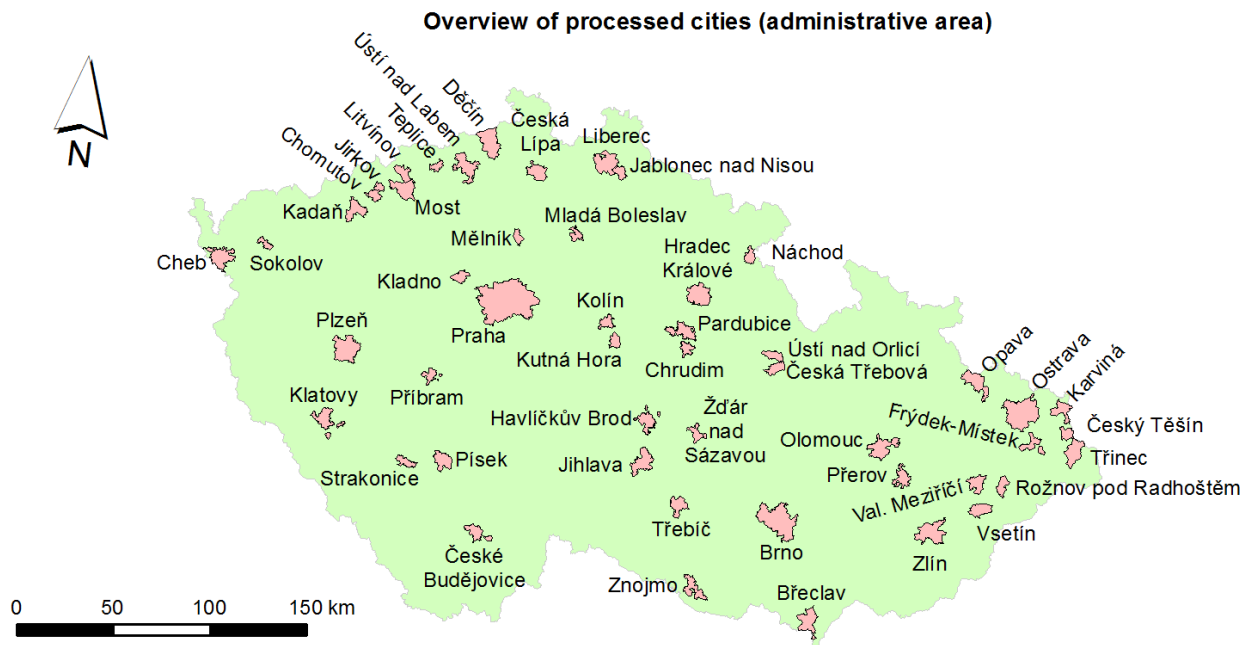 Overview of processed cities (administrative area)
N
Děčín
Ústí nad Labem
Teplice
Litvínov
Jirkov
Chomutov
Kadaň
Most
Česká
Lípa
Liberec
Jablonec nad Nisou
Cheb
Sokolov
Mělník
Mladá Boleslav
Kladno
Praha
Hradec
Králové
Náchod
Plzeň
Kolín
Kutná Hora
Pardubice
Chrudim
Ústí nad Orlicí
Česká Třebová
Klatovy
Příbram
Havlíčkův Brod
Žďár
nad
Sázavou
Opava
Ostrava
Karviná
Český Těšín
Frýdek-Místek
Třinec
Strakonice
Písek
Jihlava
Olomouc
Přerov
Val. Meziříčí
Rožnov pod Radhoštěm
Vsetín
Třebíč
Brno
Zlín
České
Budějovice
Znojmo
Břeclav
0 50 100 150 km